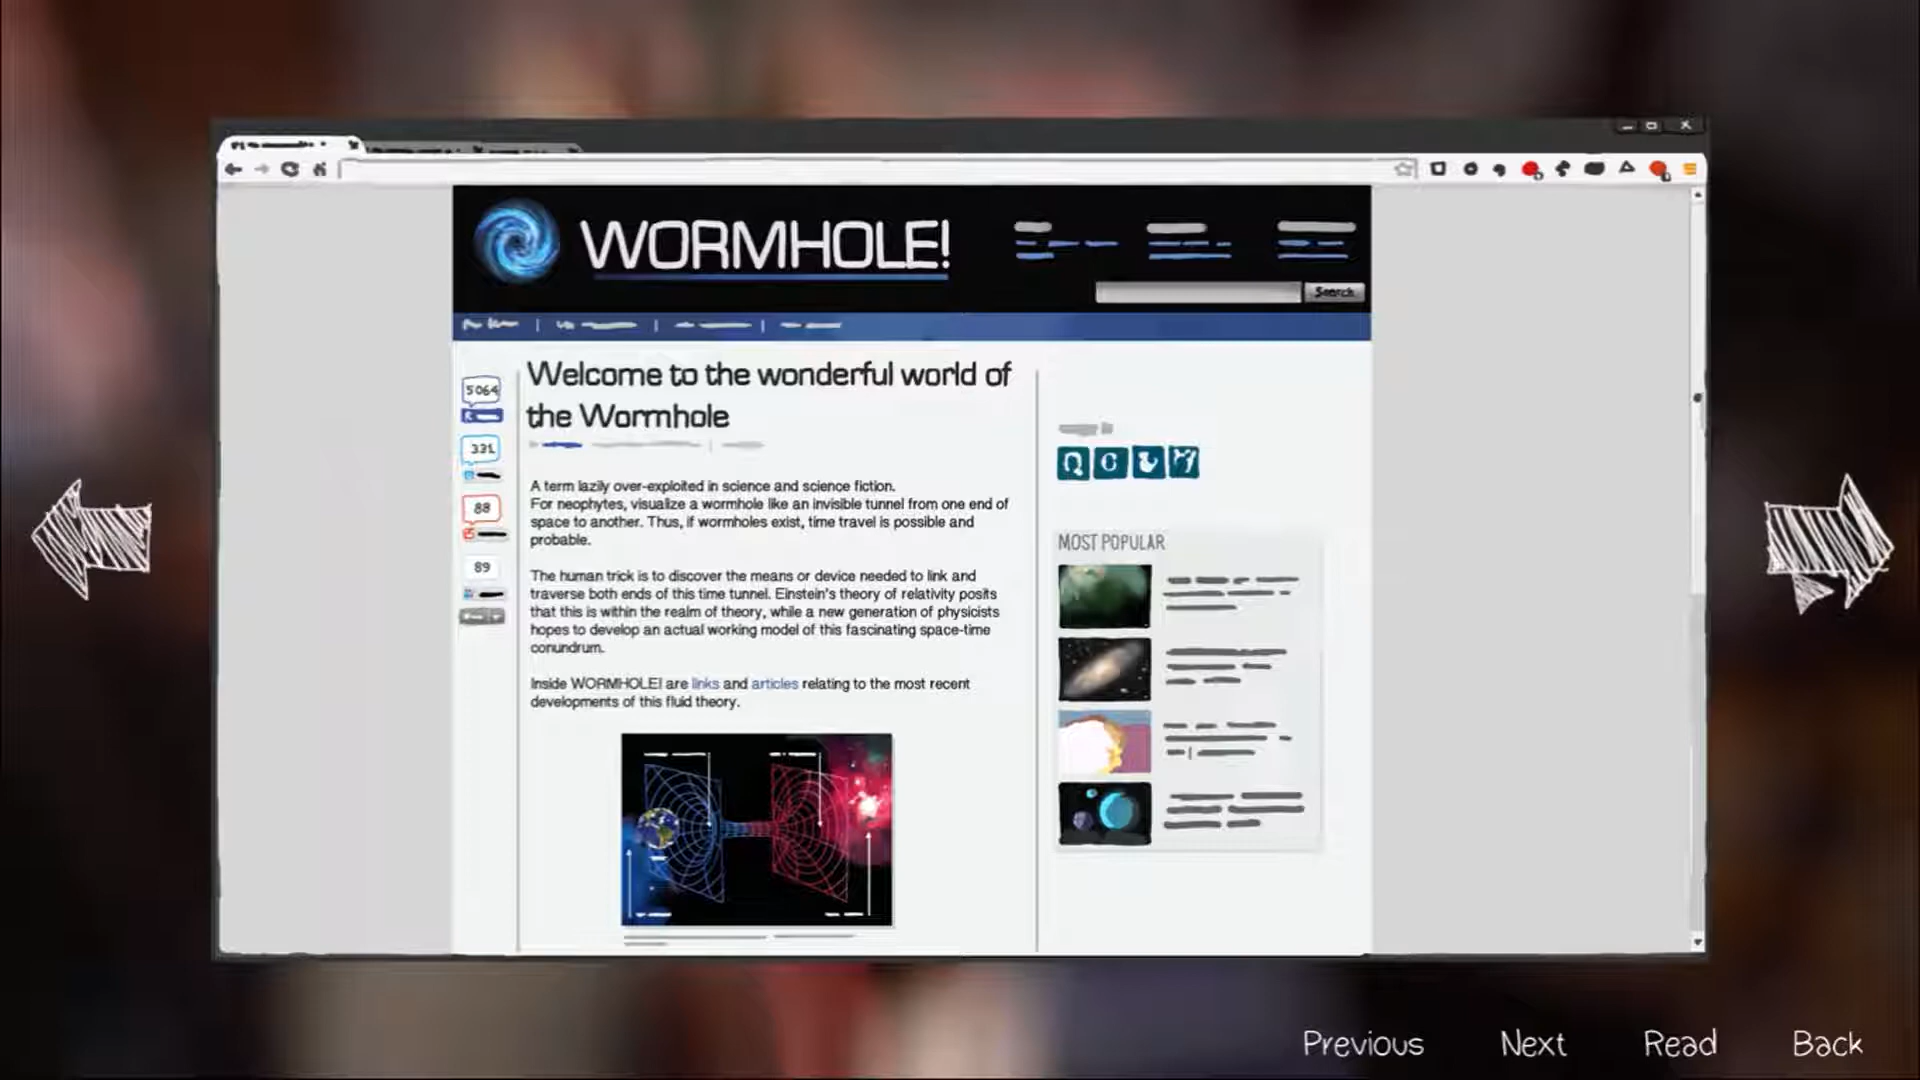 WORMHOLE!
Search
5064
331
88
89
Welcome to the wonderful world of
the Wormhole
A term lazily over-exploited in science and science fiction.
For neophytes, visualize a wormhole like an invisible tunnel from one end of
space to another. Thus, if wormholes exist, time travel is possible and
probable.
The human trick is to discover the means or device needed to link and
traverse both ends of this time tunnel. Einstein's theory of relativity posits
that this is within the realm of theory, while a new generation of physicists
hopes to develop an actual working model of this fascinating space-time
conundrum.
Inside WORMHOLE! are links and articles relating to the most recent
developments of this fluid theory.
MOST POPULAR
Previous
Next
Read
Back